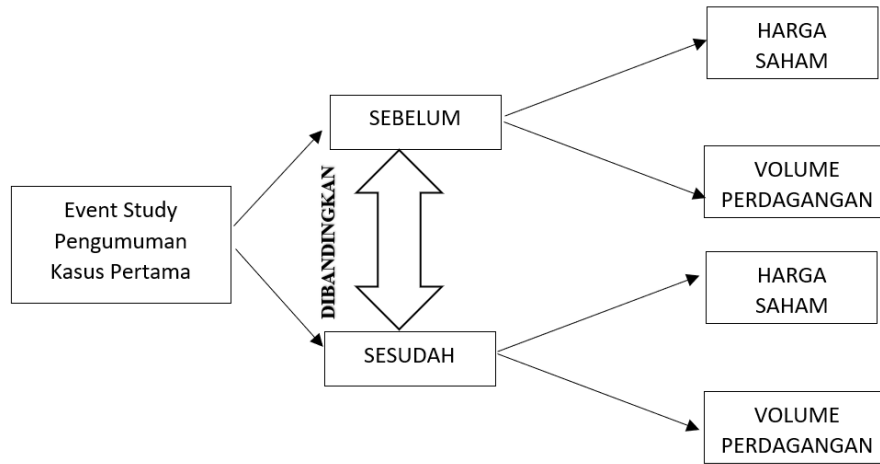 HARGA
SAHAM
SEBELUM
VOLUME
PERDAGANGAN
DIBANDINGKAN
Event Study
Pengumuman
Kasus Pertama
HARGA
SAHAM
SESUDAH
VOLUME
PERDAGANGAN